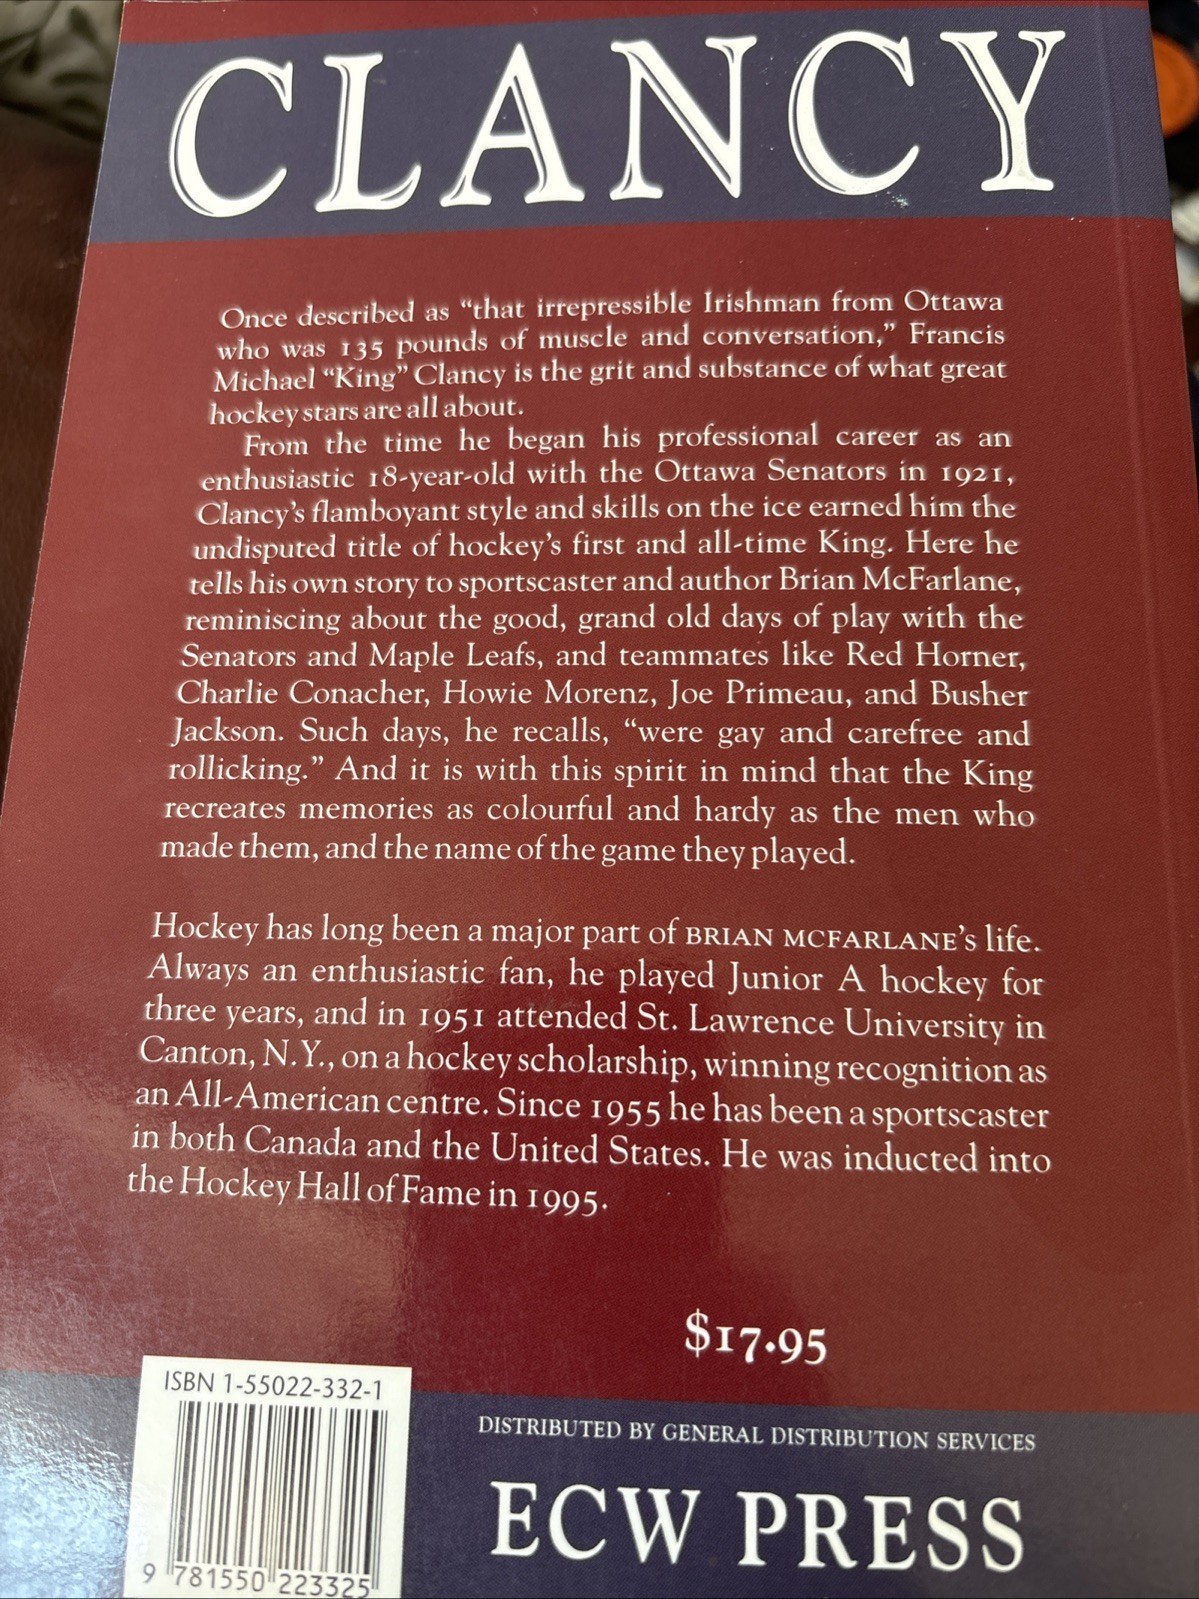 CLANCY
Once described as “that irrepressible Irishman from Ottawa
who was 135 pounds of muscle and conversation,” Francis
Michael “King” Clancy is the grit and substance of what great
hockey stars are all about.
From the time he began his professional career as an
enthusiastic 18-year-old with the Ottawa Senators in 1921,
Clancy’s flamboyant style and skills on the ice earned him the
undisputed title of hockey’s first and all-time King. Here he
tells his own story to sportscaster and author Brian McFarlane,
reminiscing about the good, grand old days of play with the
Senators and Maple Leafs, and teammates like Red Horner,
Charlie Conacher, Howie Morenz, Joe Primeau, and Busher
Jackson. Such days, he recalls, “were gay and carefree and
rollicking.” And it is with this spirit in mind that the King
recreates memories as colourful and hardy as the men who
made them, and the name of the game they played.
Hockey has long been a major part of BRIAN MCFARLANE’s life.
Always an enthusiastic fan, he played Junior A hockey for
three years, and in 1951 attended St. Lawrence University in
Canton, N.Y., on a hockey scholarship, winning recognition as
an All-American centre. Since 1955 he has been a sportscaster
in both Canada and the United States. He was inducted into
the Hockey Hall of Fame in 1995.
$17.95
ISBN 1-55022-332-1
9 781550 223325
DISTRIBUTED BY GENERAL DISTRIBUTION SERVICES
ECW PRESS